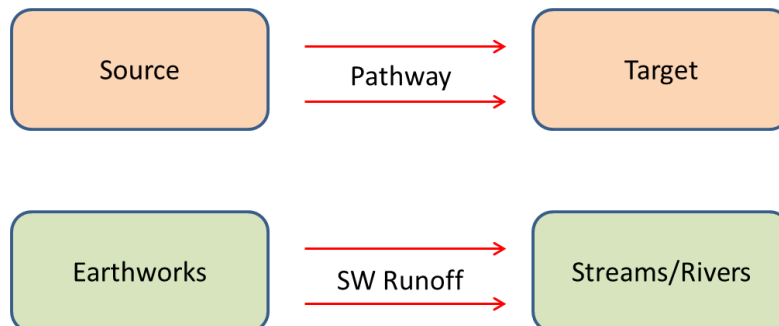 Source
Pathway
Target
Earthworks
SW Runoff
Streams/Rivers